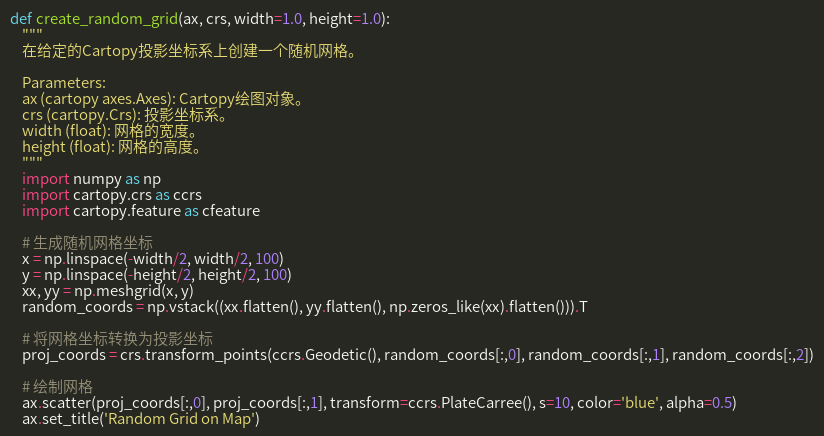 def create_random_grid(ax, crs, width=1.0, height=1.0):
"""
在给定的Cartopy投影坐标系上创建一个随机网格。
Parameters:
ax (cartopy axes.Axes): Cartopy绘图对象。
crs (cartopy.Crs): 投影坐标系。
width (float): 网格的宽度。
height (float): 网格的高度。
"""
import numpy as np
import cartopy.crs as ccrs
import cartopy.feature as cfeature
# 生成随机网格坐标
x = np.linspace(-width/2, width/2, 100)
y = np.linspace(-height/2, height/2, 100)
xx, yy = np.meshgrid(x, y)
random_coords = np.vstack((xx.flatten(), yy.flatten(), np.zeros_like(xx).flatten())).T
# 将网格坐标转换为投影坐标
proj_coords = crs.transform_points(ccrs.Geodetic(), random_coords[:,0], random_coords[:,1], random_coords[:,2])
# 绘制网格
ax.scatter(proj_coords[:,0], proj_coords[:,1], transform=ccrs.PlateCarree(), s=10, color='blue', alpha=0.5)
ax.set_title('Random Grid on Map')